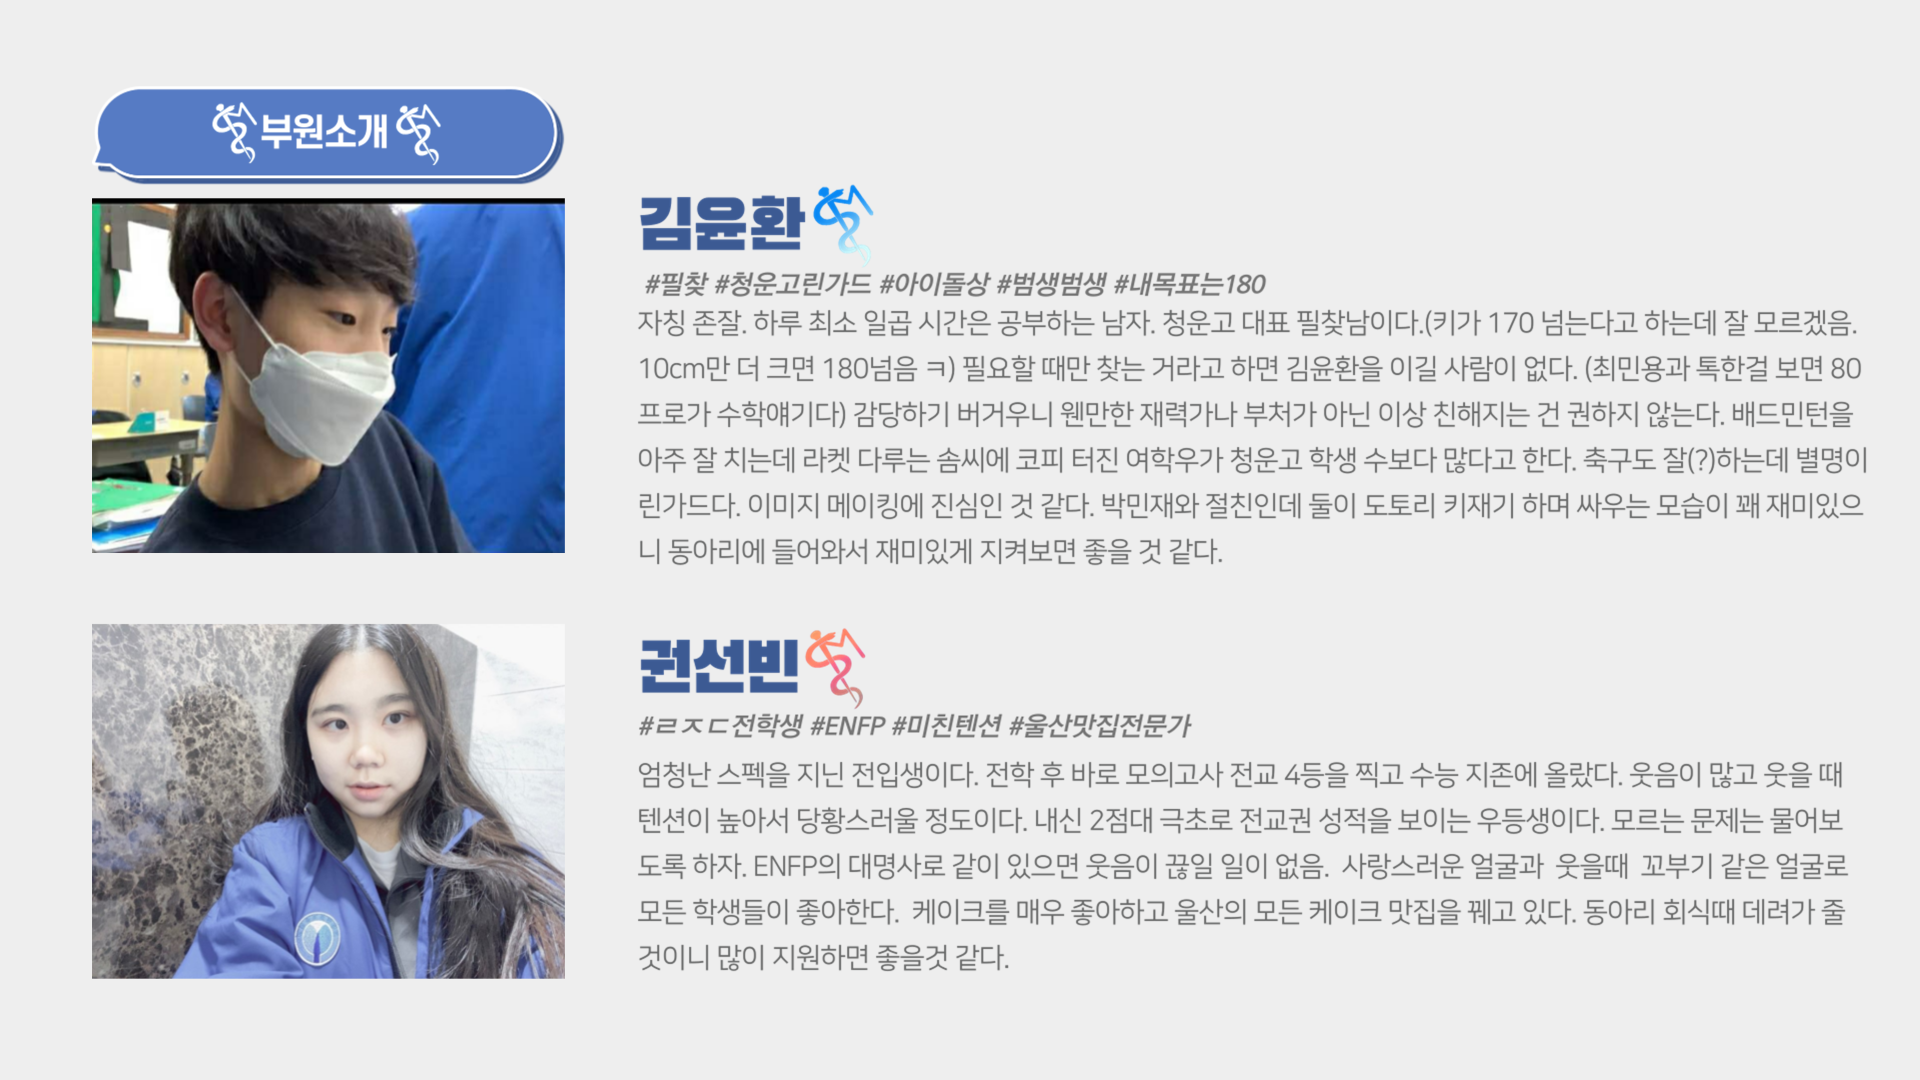 부원소개
김윤환
#필찾 #청운고린가드 #아이돌상 #범생범생 #내목표는180
자칭 존잘. 하루 최소 일곱 시간은 공부하는 남자. 청운고 대표 필찾남이다.(키가 170 넘는다고 하는데 잘 모르겠음.
10cm만 더 크면 180넘음 ㅋ) 필요할 때만 찾는 거라고 하면 김윤환을 이길 사람이 없다. (최민용과 톡한걸 보면 80
프로가 수학얘기다) 감당하기 버거우니 웬만한 재력가나 부처가 아닌 이상 친해지는 건 권하지 않는다. 배드민턴을
아주 잘 치는데 라켓 다루는 솜씨에 코피 터진 여학우가 청운고 학생 수보다 많다고 한다. 축구도 잘(?)하는데 별명이
린가드다. 이미지 메이킹에 진심인 것 같다. 박민재와 절친인데 둘이 도토리 키재기 하며 싸우는 모습이 꽤 재미있으
니 동아리에 들어와서 재미있게 지켜보면 좋을 것 같다.
권선빈
#ㄹㅈㄷ전학생 #ENFP #미친텐션 #울산맛집전문가
엄청난 스펙을 지닌 전입생이다. 전학 후 바로 모의고사 전교 4등을 찍고 수능 지존에 올랐다. 웃음이 많고 웃을 때
텐션이 높아서 당황스러울 정도이다. 내신 2점대 극초로 전교권 성적을 보이는 우등생이다. 모르는 문제는 물어보
도록 하자. ENFP의 대명사로 같이 있으면 웃음이 끊일 일이 없음. 사랑스러운 얼굴과 웃을때 꼬부기 같은 얼굴로
모든 학생들이 좋아한다. 케이크를 매우 좋아하고 울산의 모든 케이크 맛집을 꿰고 있다. 동아리 회식때 데려가 줄
것이니 많이 지원하면 좋을것 같다.